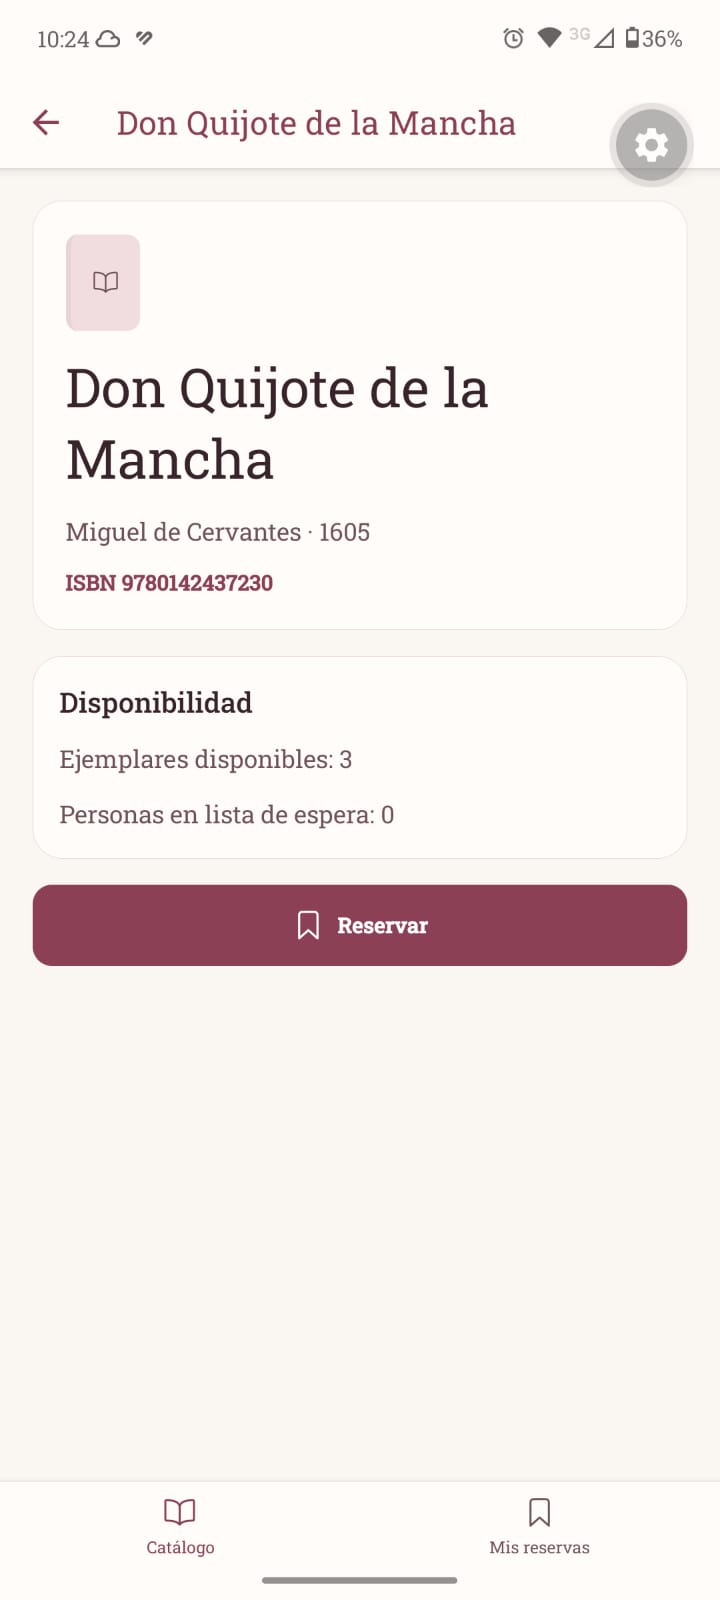 10:24
3G
36%
Don Quijote de la Mancha
Don Quijote de la
Mancha
Miguel de Cervantes · 1605
ISBN 9780142437230
Disponibilidad
Ejemplares disponibles: 3
Personas en lista de espera: 0
Reservar
Catálogo
Mis reservas